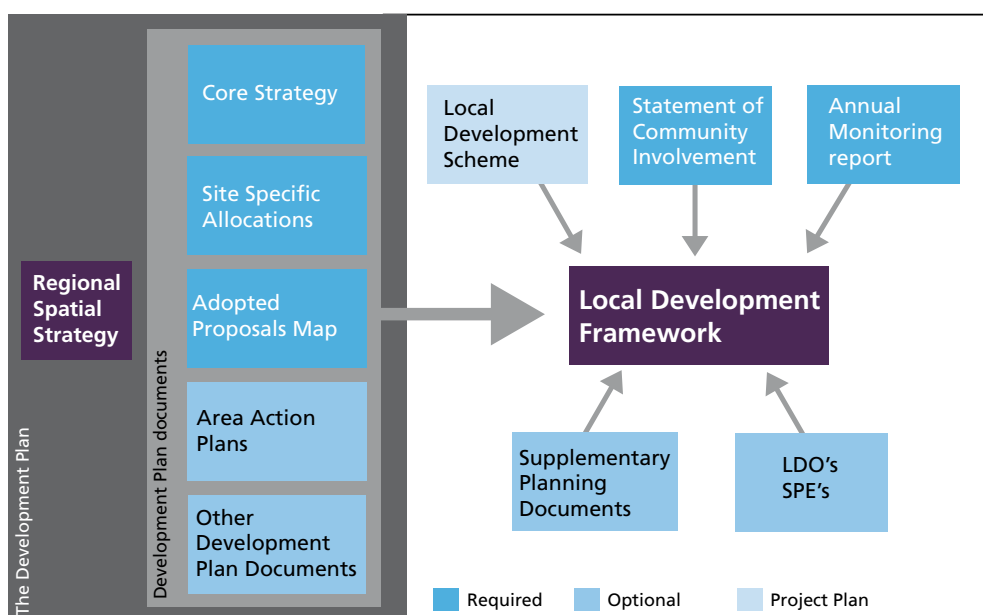 The Development Plan
Regional
Spatial
Strategy
Development Plan documents
Core Strategy
Site Specific
Allocations
Adopted
Proposals Map
Area Action
Plans
Other
Development
Plan Documents
Local
Development
Scheme
Statement of
Community
Involvement
Annual
Monitoring
report
Local Development
Framework
Supplementary
Planning
Documents
LDO's
SPE's
Required
Optional
Project Plan